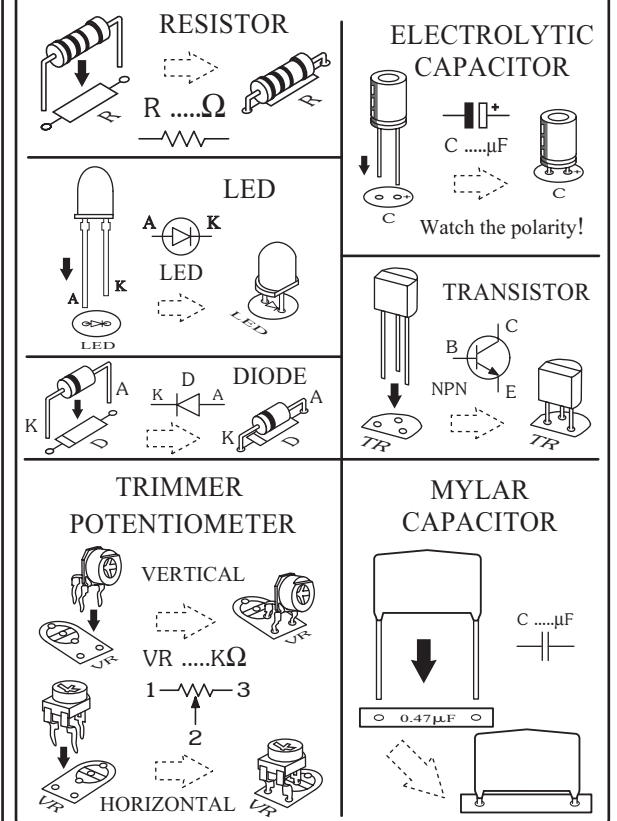 RESISTOR
R .....Ω
R
R
ELECTROLYTIC
CAPACITOR
+
C .....µF
+
C
+
C
Watch the polarity!
LED
A K
LED
A
K
LED
LED
TRANSISTOR
C
B
E
NPN
TR
TR
DIODE
D
K A
A
K
D
A
K
D
TRIMMER
POTENTIOMETER
VERTICAL
VR
VR
VR .....KΩ
1 3
2
VR
HORIZONTAL
VR
MYLAR
CAPACITOR
C .....µF
0.47µF